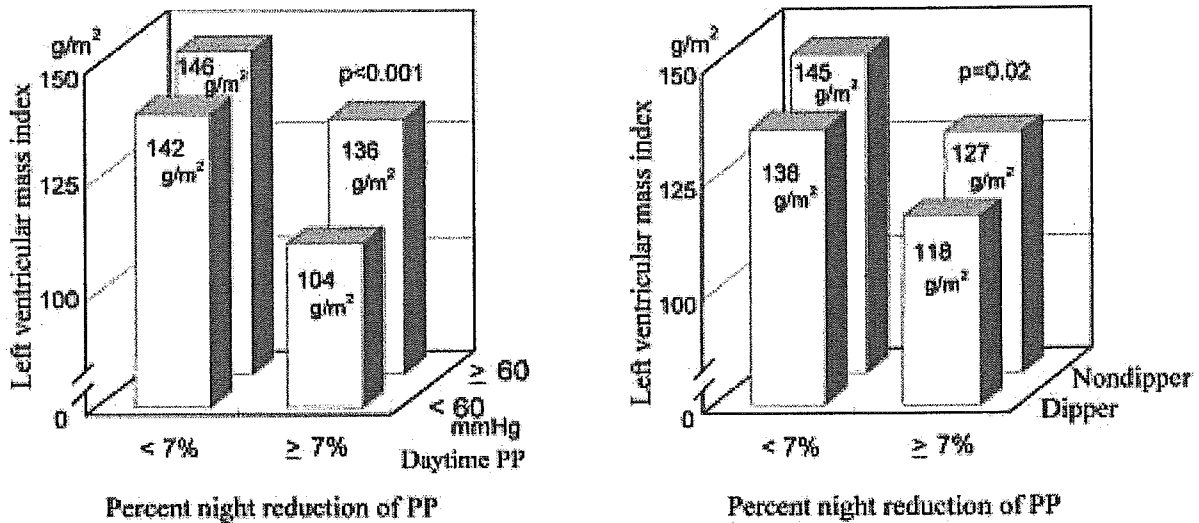 g/m²
150
125
100
0
Left ventricular mass index
146
g/m²
142
g/m²
p<0.001
136
g/m²
104
g/m²
≥ 60
< 60
mmHg
Daytime PP
< 7%
≥ 7%
Percent night reduction of PP
g/m²
150
125
100
0
Left ventricular mass index
145
g/m²
138
g/m²
p=0.02
127
g/m²
118
g/m²
Nondipper
Dipper
< 7%
≥ 7%
Percent night reduction of PP